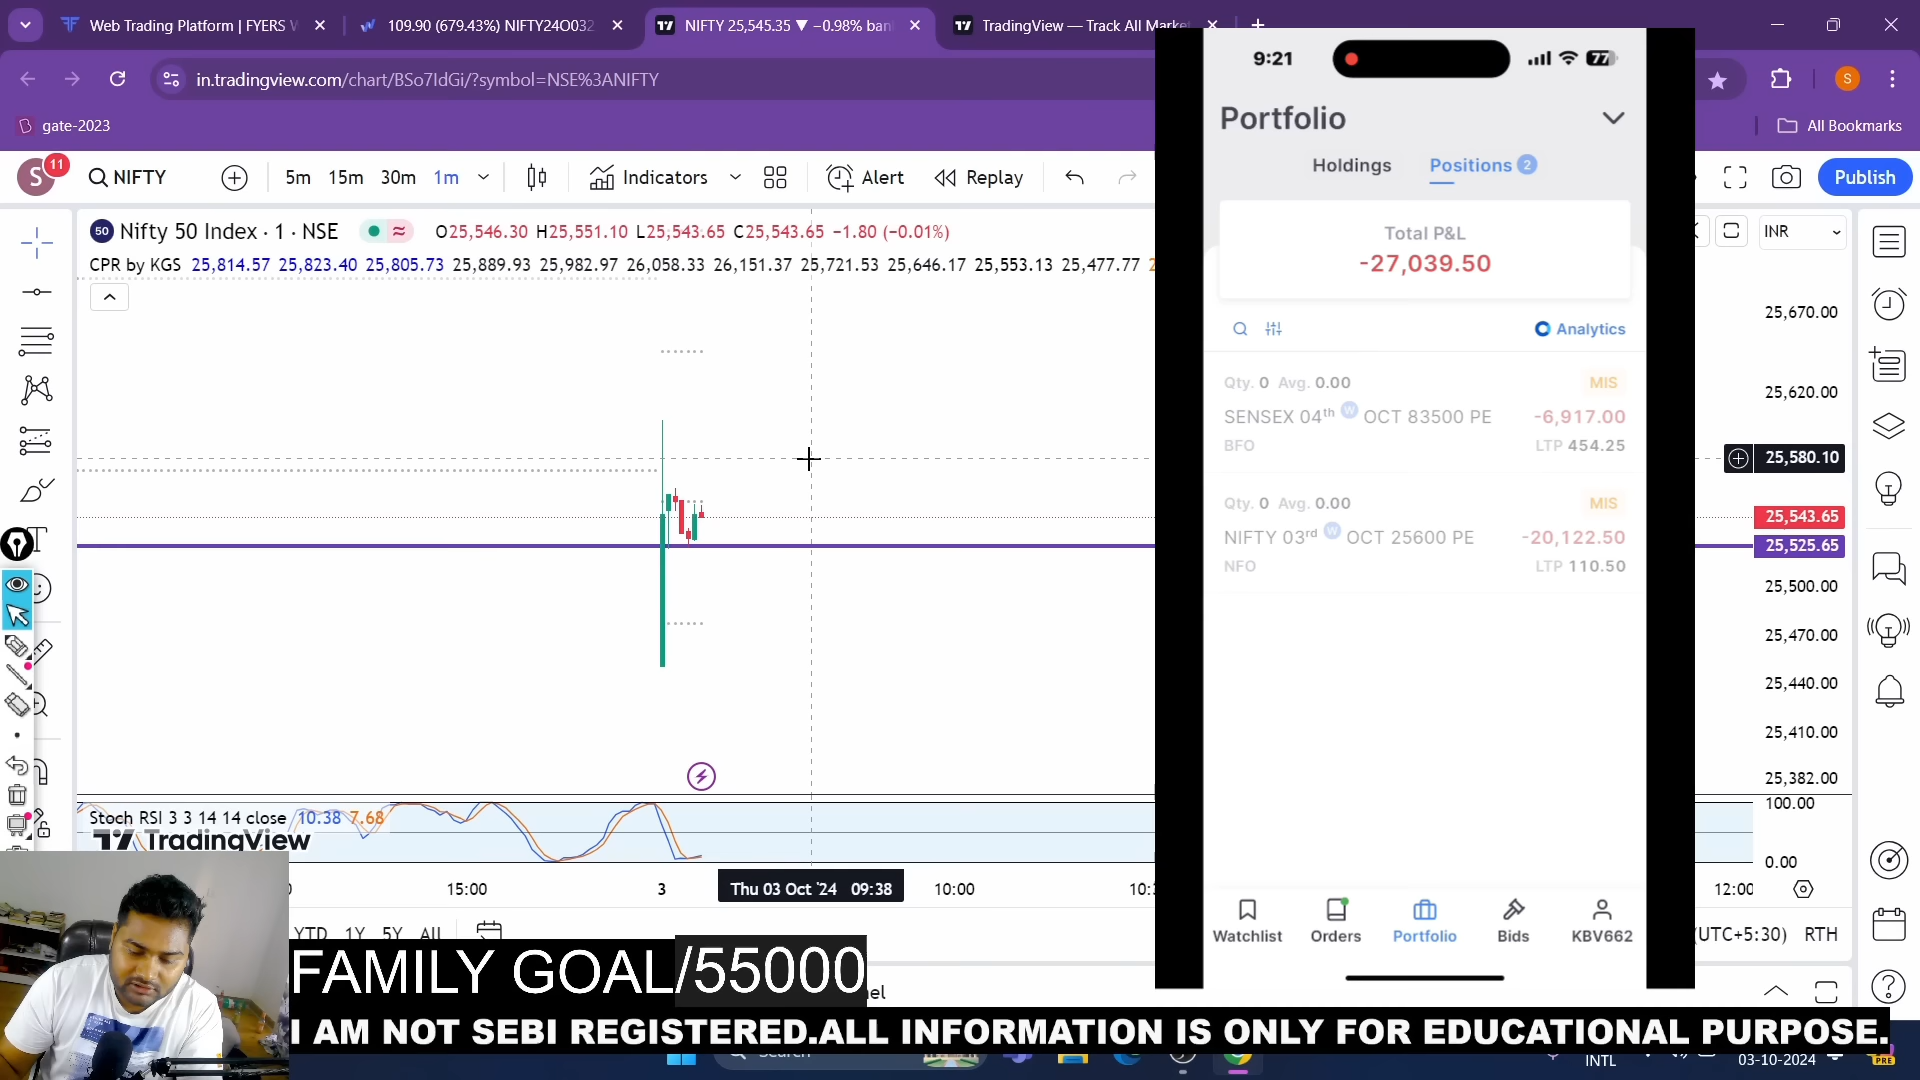 Web Trading Platform | FYERS W
109.90 (679.43%) NIFTY24O032
NIFTY 25,545.35 ▼ −0.98% ban
TradingView — Track All Market
in.tradingview.com/chart/BSo7IdGi/?symbol=NSE%3ANIFTY
S
gate-2023
All Bookmarks
S
11
NIFTY
5m
15m
30m
1m
Indicators
Alert
Replay
Publish
50
Nifty 50 Index · 1 · NSE
O25,546.30 H25,551.10 L25,543.65 C25,543.65 −1.80 (−0.01%)
INR
CPR by KGS 25,814.57 25,823.40 25,805.73 25,889.93 25,982.97 26,058.33 26,151.37 25,721.53 25,646.17 25,553.13 25,477.77
25,670.00
25,620.00
25,580.10
25,543.65
25,525.65
25,500.00
25,470.00
25,440.00
25,410.00
25,382.00
100.00
0.00
Stoch RSI 3 3 14 14 close 10.38 7.68
TradingView
15:00
3
Thu 03 Oct '24 09:38
10:00
10:3
12:00
YTD
1Y
5Y
All
(UTC+5:30)
RTH
9:21
77
Portfolio
Holdings
Positions 2
Total P&L
-27,039.50
Analytics
Qty. 0 Avg. 0.00
MIS
SENSEX 04th W OCT 83500 PE
-6,917.00
BFO
LTP 454.25
Qty. 0 Avg. 0.00
MIS
NIFTY 03rd W OCT 25600 PE
-20,122.50
NFO
LTP 110.50
Watchlist
Orders
Portfolio
Bids
KBV662
FAMILY GOAL/55000
I AM NOT SEBI REGISTERED.ALL INFORMATION IS ONLY FOR EDUCATIONAL PURPOSE.
Search
INTL
03-10-2024
PRE